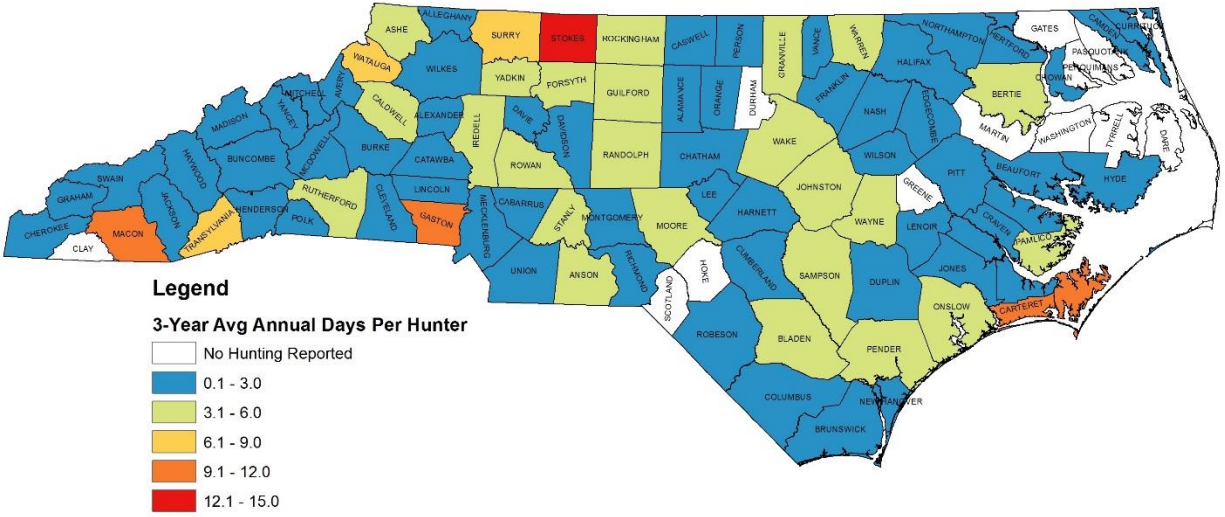 ALLEGHANY
ASHE
SURRY
STOKES
ROCKINGHAM
CASWELL
PERSON
GRANVILLE
VANCE
WARREN
NORTHAMPTON
HERTFORD
GATES
CAMDEN
CURRITUCK
PASQUOTANK
PERQUIMANS
CHOWAN
WATAUGA
WILKES
YADKIN
FORSYTH
GUILFORD
ALAMANCE
ORANGE
DURHAM
FRANKLIN
HALIFAX
BERTIE
MITCHELL
AVERY
CALDWELL
ALEXANDER
IREDELL
DAVIE
DAVIDSON
RANDOLPH
CHATHAM
WAKE
NASH
EDGECOMBE
MARTIN
WASHINGTON
TYRRELL
DARE
MADISON
YANCEY
MCDOWELL
BURKE
CATAWBA
ROWAN
JOHNSTON
WILSON
PITT
BEAUFORT
HYDE
HAYWOOD
BUNCOMBE
SWAIN
GRAHAM
RUTHERFORD
LINCOLN
CABARRUS
STANLY
MONTGOMERY
MOORE
LEE
HARNETT
WAYNE
GREENE
LENOIR
CRAVEN
PAMLICO
CHEROKEE
CLAY
MACON
JACKSON
TRANSYLVANIA
HENDERSON
POLK
CLEVELAND
GASTON
MECKLENBURG
UNION
ANSON
RICHMOND
SCOTLAND
HOKE
CUMBERLAND
SAMPSON
DUPLIN
JONES
CARTERET
ONSLOW
ROBESON
BLADEN
PENDER
COLUMBUS
NEW HANOVER
BRUNSWICK
Legend
3-Year Avg Annual Days Per Hunter
No Hunting Reported
0.1 - 3.0
3.1 - 6.0
6.1 - 9.0
9.1 - 12.0
12.1 - 15.0